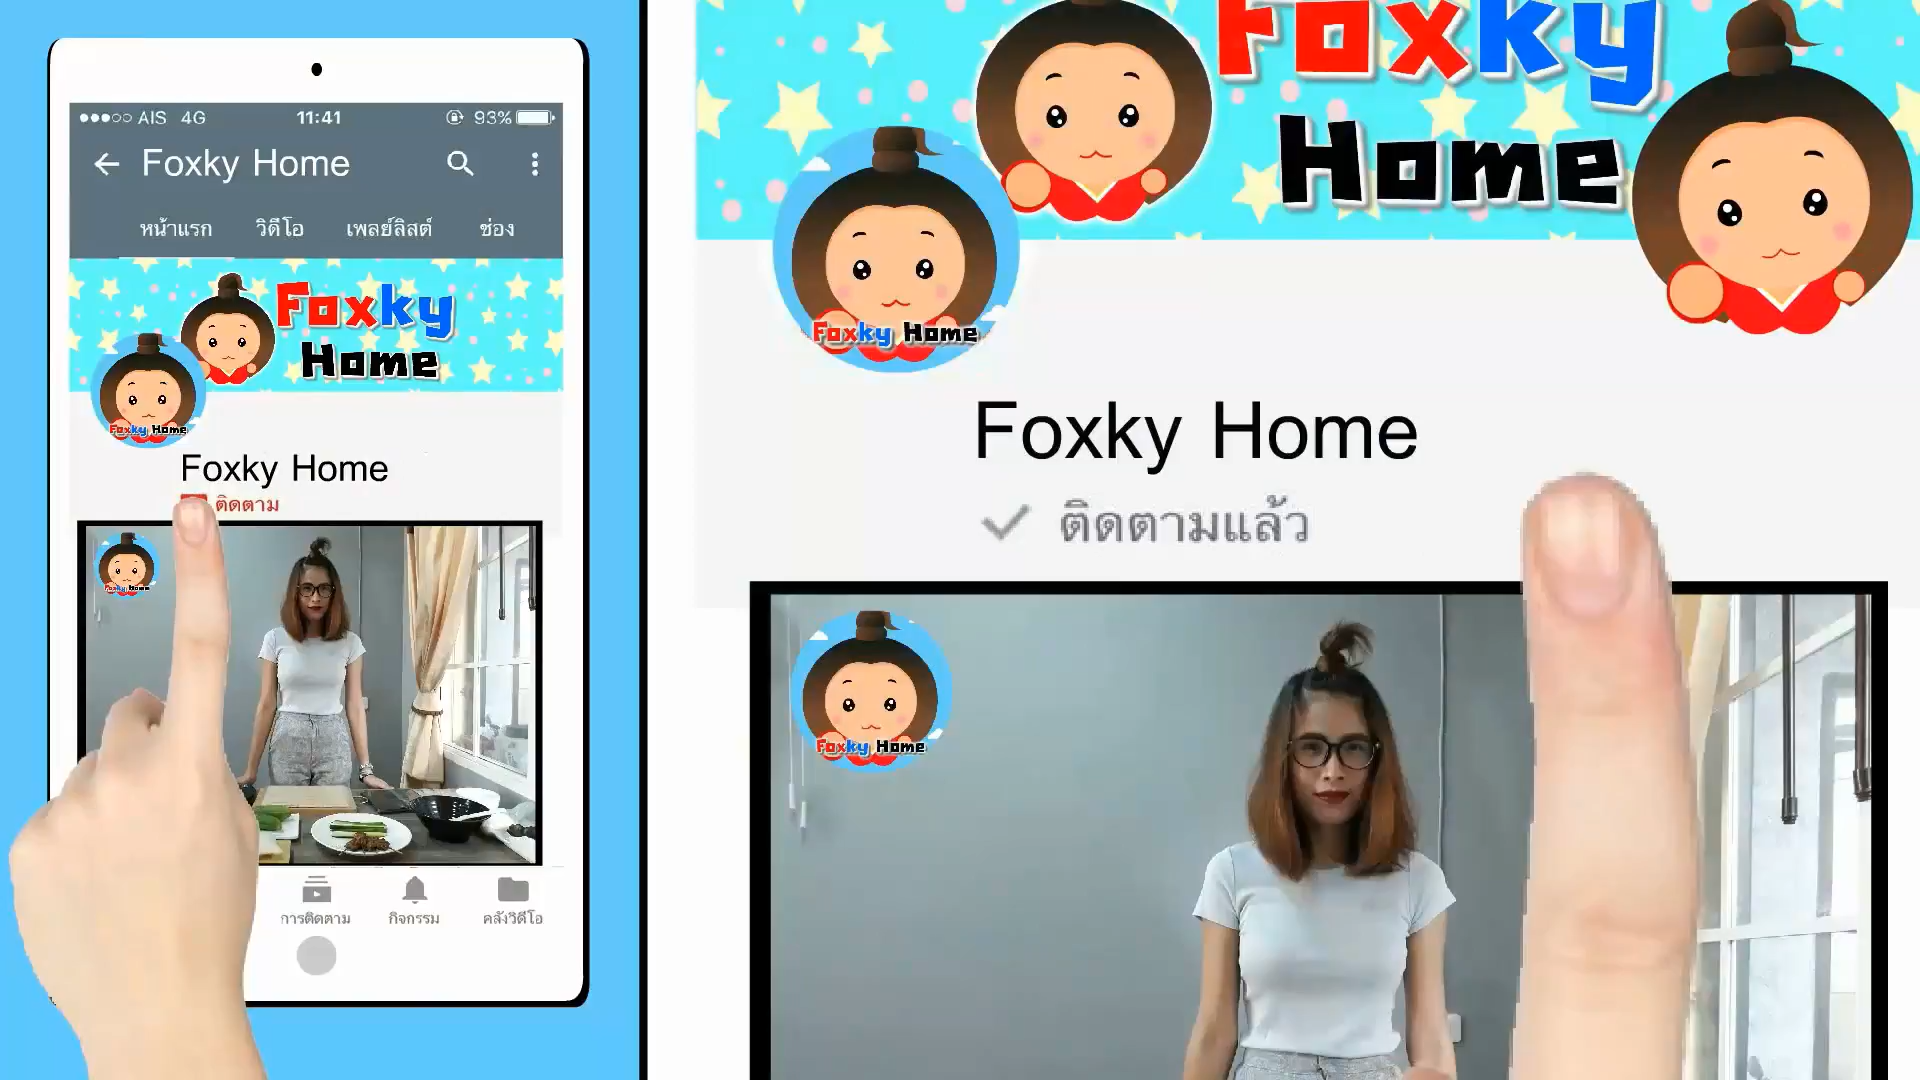 AIS 4G 11:41 93%
Foxky Home
หน้าแรก วิดีโอ เพลย์ลิสต์ ช่อง
Foxky
Home
Foxky Home
Foxky Home
ติดตาม
Foxky Home
การติดตาม กิจกรรม คลังวิดีโอ
Foxky
Home
Foxky Home
Foxky Home
ติดตามแล้ว
Foxky Home